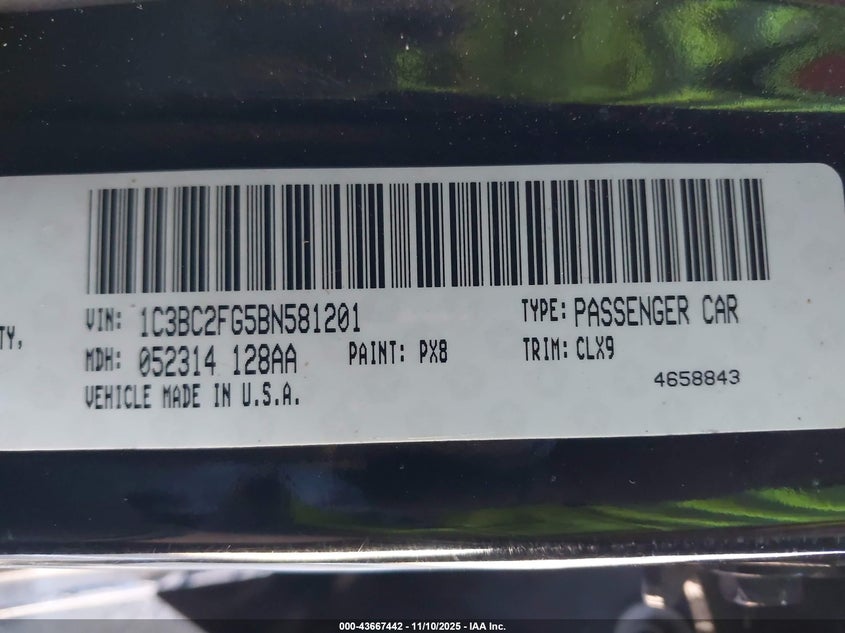 TY,
VIN: 1C3BC2FG5BN581201
TYPE: PASSENGER CAR
MDH: 052314 128AA
PAINT: PX8
TRIM: CLX9
VEHICLE MADE IN U.S.A.
4658843
000-43667442 - 11/10/2025 - IAA Inc.